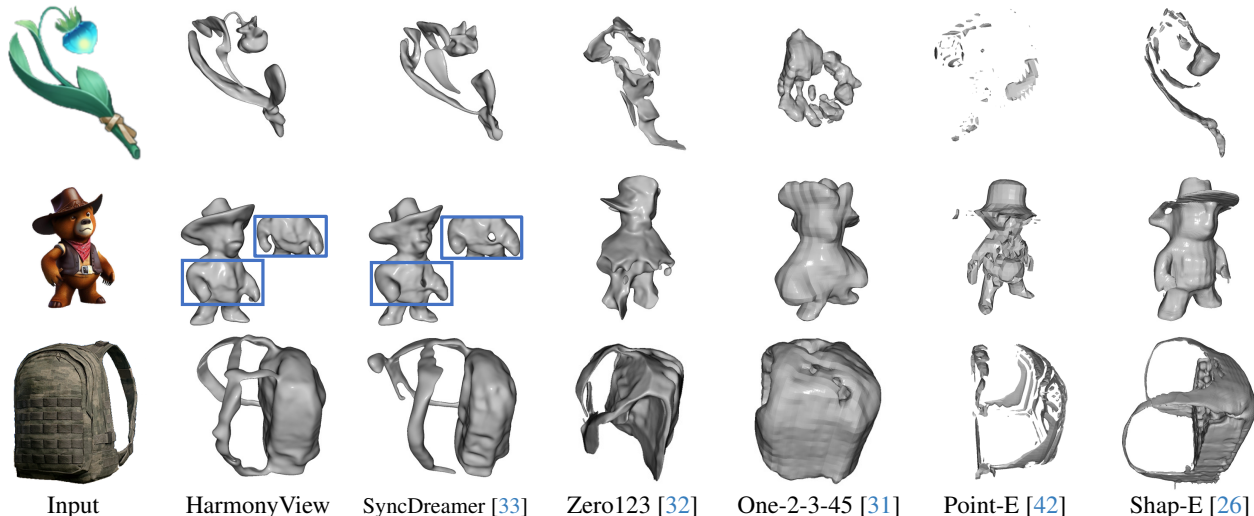 Input HarmonyView SyncDreamer [33] Zero123 [32] One-2-3-45 [31] Point-E [42] Shap-E [26]